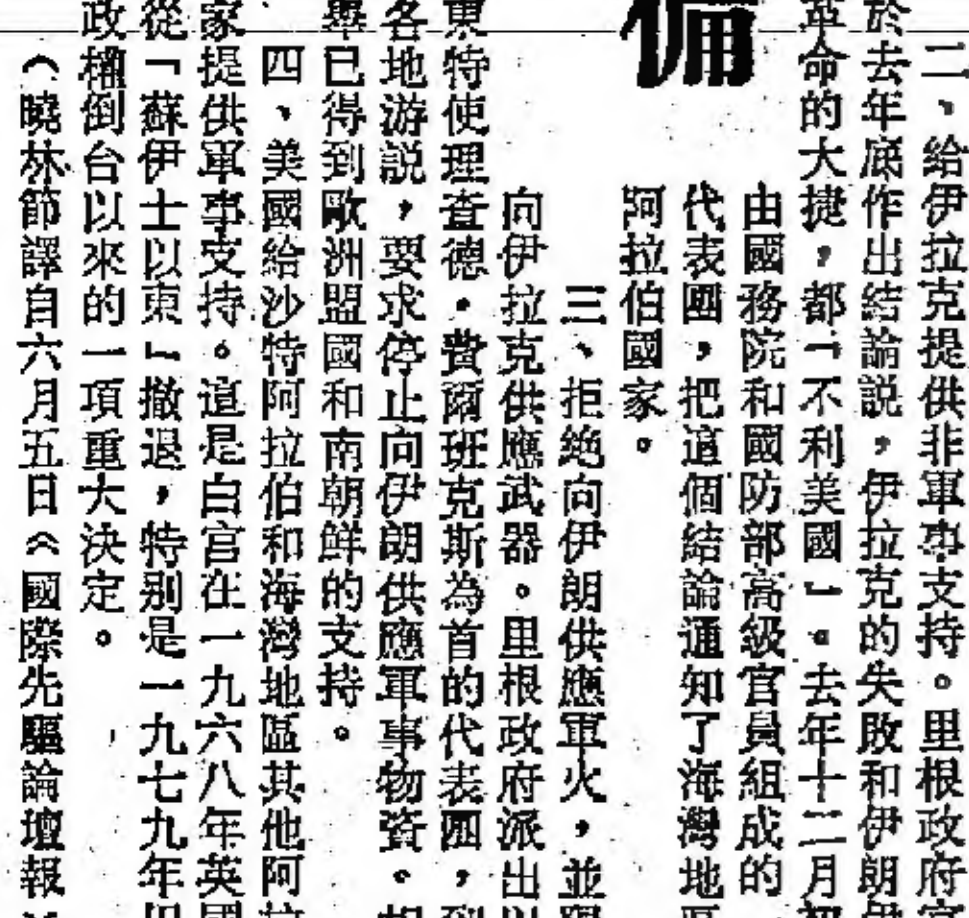 二、給伊拉克提供非軍事支持。里根政府官
於去年底作出結論説，伊拉克的失敗和伊朗
革命的大捷，都「不利美國」。去年十二月初
備
由國務院和國防部高級官員組成的
代表團，把這個結論通知了海灣地區
阿拉伯國家。
三、拒絶向伊朗供應軍火，並
向伊拉克供應武器。里根政府派出以
東特使理查德·費爾班克斯為首的代表團，到
各地游説，要求停止向伊朗供應軍事物資。
舉已得到歐洲盟國和南朝鮮的支持。
四、美國給沙特阿拉伯和海灣地區其他阿拉
家提供軍事支持。這是白宮在一九六八年英國
從「蘇伊士以東」撤退，特别是一九七九年
政權倒台以來的一項重大決定。
（曉林節譯自六月五日《國際先驅論壇報》